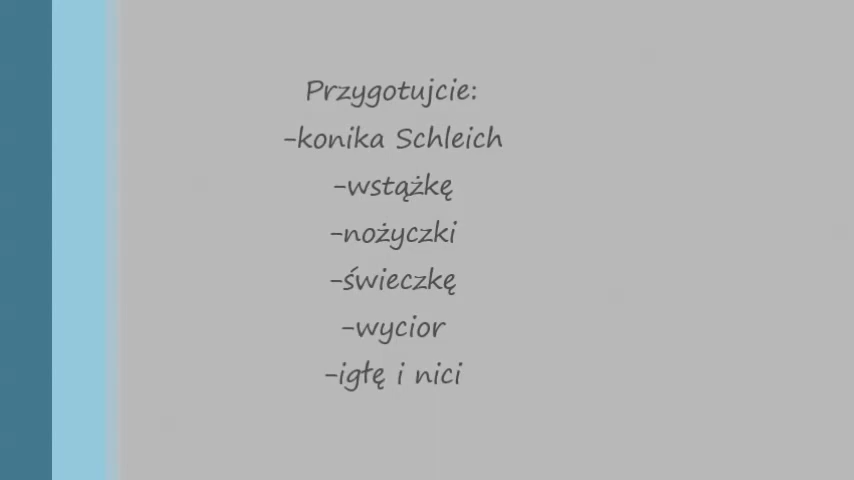 Przygotujcie:
-konika Schleich
-wstążkę
-nożyczki
-świeczkę
-wycior
-igłę i nici